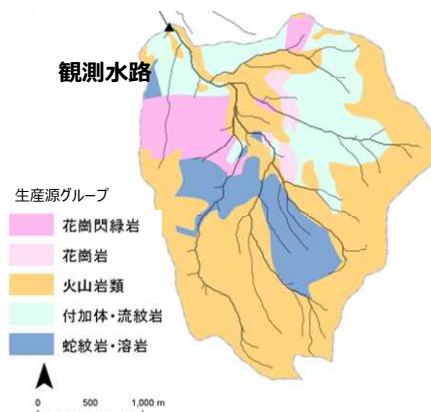 観測水路
生産源グループ
花崗閃緑岩
花崗岩
火山岩類
付加体・流紋岩
蛇紋岩・溶岩
0 500 1,000 m